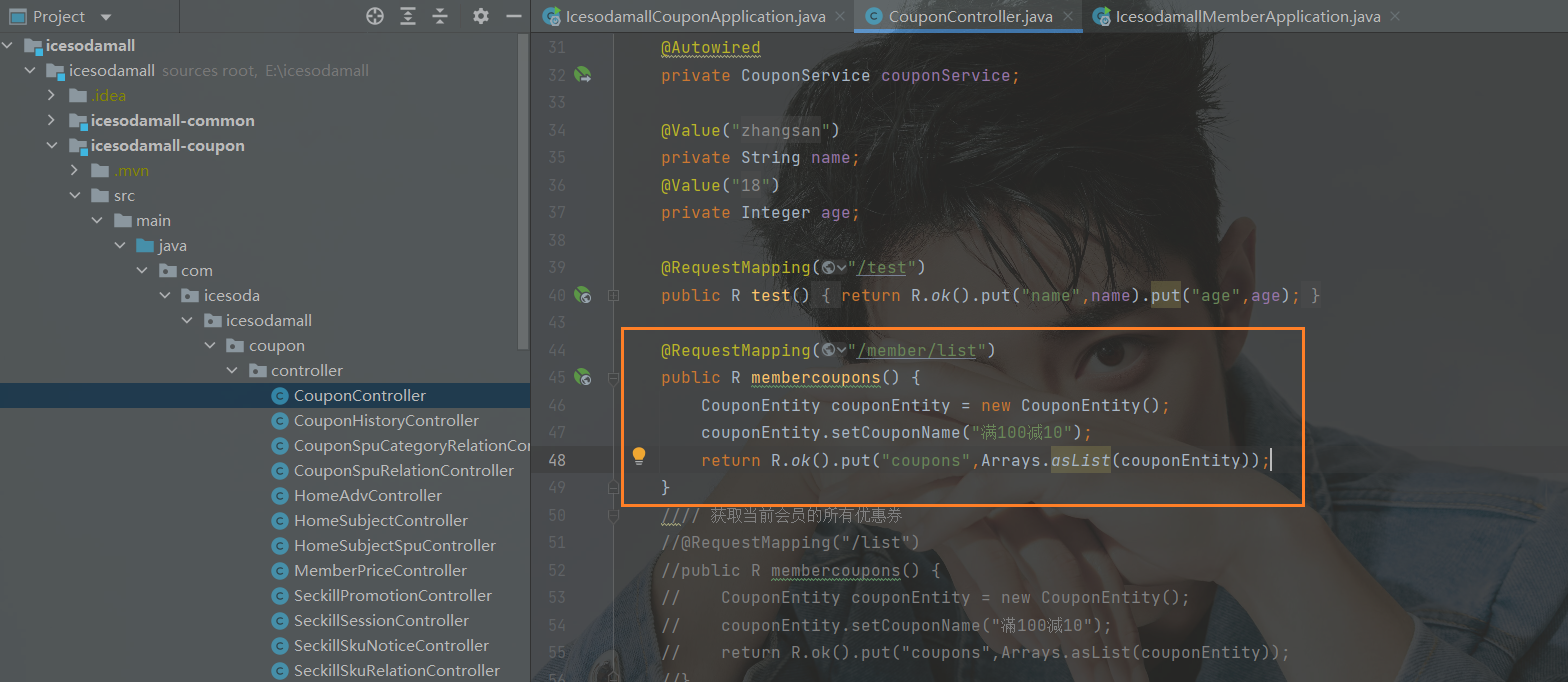 Project
icesodamall
icesodamall sources root, E:\icesodamall
.idea
icesodamall-common
icesodamall-coupon
.mvn
src
main
java
com
icesoda
icesodamall
coupon
controller
CouponController
CouponHistoryController
CouponSpuCategoryRelationCo
CouponSpuRelationController
HomeAdvController
HomeSubjectController
HomeSubjectSpuController
MemberPriceController
SeckillPromotionController
SeckillSessionController
SeckillSkuNoticeController
SeckillSkuRelationController
IcesodamallCouponApplication.java
CouponController.java
IcesodamallMemberApplication.java
31 @Autowired
32 private CouponService couponService;
33
34 @Value("zhangsan")
35 private String name;
36 @Value("18")
37 private Integer age;
38
39 @RequestMapping("/test")
40 public R test() { return R.ok().put("name",name).put("age",age); }
43
44 @RequestMapping("/member/list")
45 public R membercoupons() {
46 CouponEntity couponEntity = new CouponEntity();
47 couponEntity.setCouponName("满100减10");
48 return R.ok().put("coupons",Arrays.asList(couponEntity));
49 }
50 //// 获取当前会员的所有优惠券
51 //@RequestMapping("/list")
52 //public R membercoupons() {
53 // CouponEntity couponEntity = new CouponEntity();
54 // couponEntity.setCouponName("满100减10");
55 // return R.ok().put("coupons",Arrays.asList(couponEntity));
56 //}